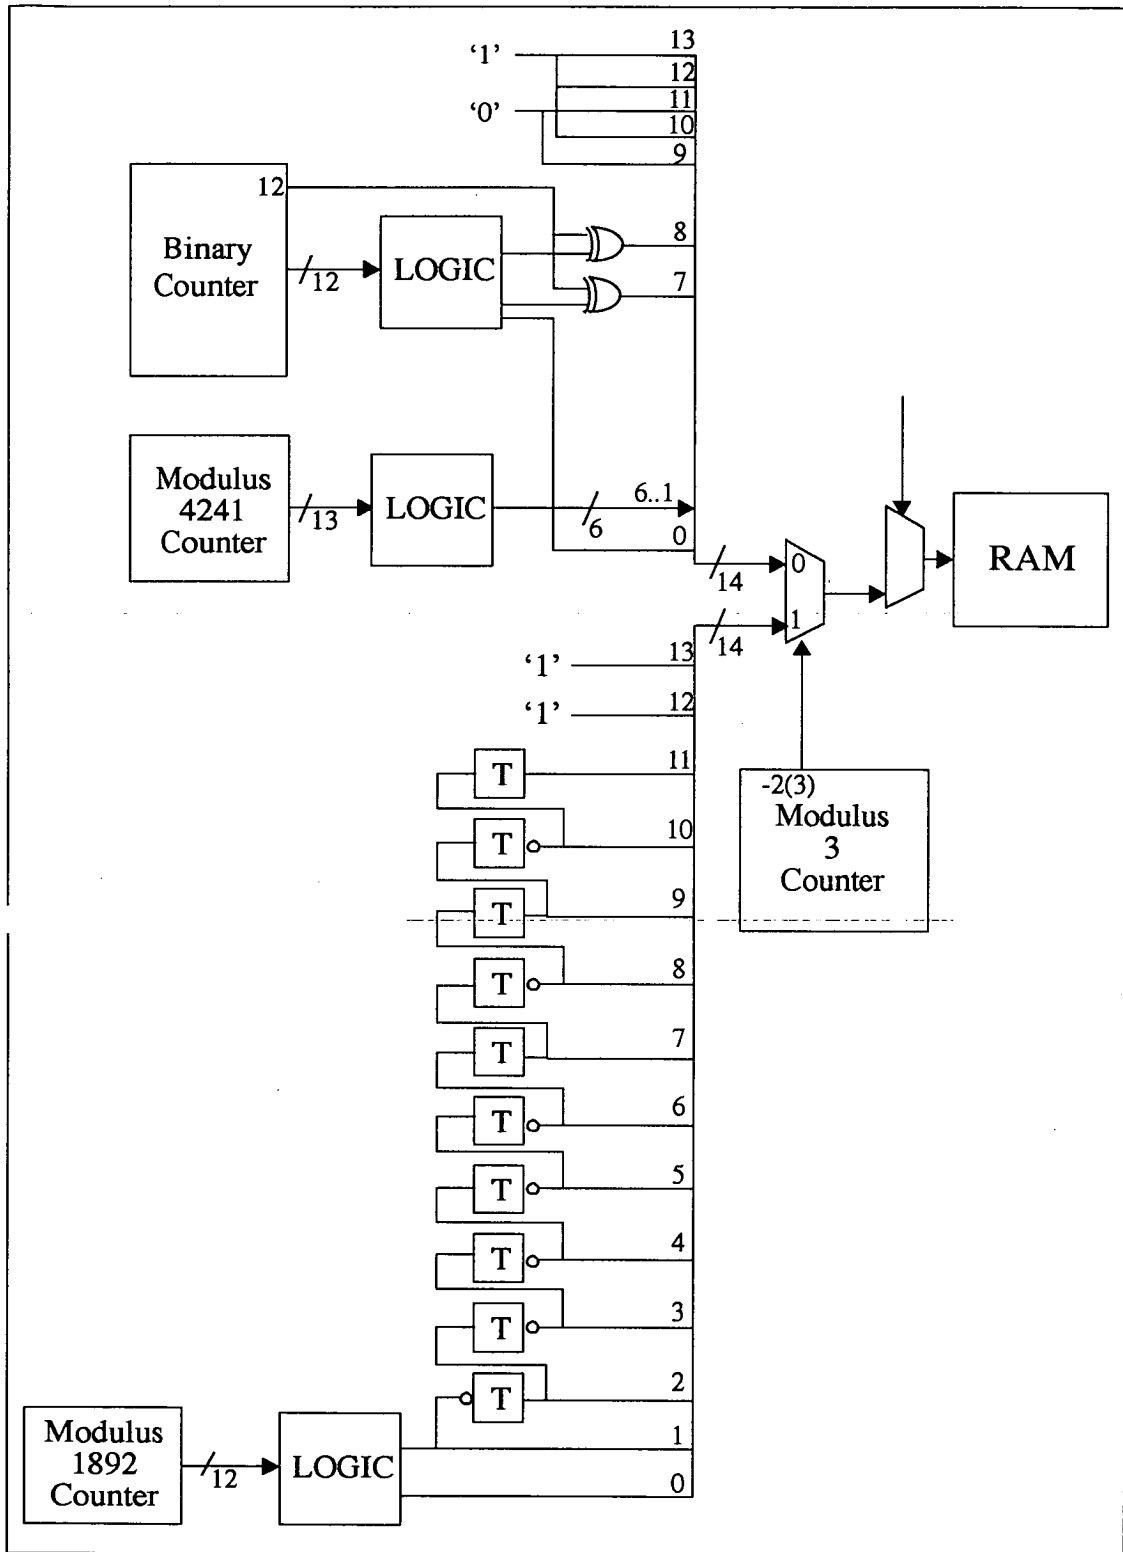 ‘1’
13
12
‘0’
11
10
9
12
Binary
Counter
12
LOGIC
8
7
Modulus
4241
Counter
13
LOGIC
6
6..1
0
14
0
RAM
14
1
‘1’
13
‘1’
12
T
11
-2(3)
Modulus
3
Counter
T
10
T
9
T
8
T
7
T
6
T
5
T
4
T
3
T
2
Modulus
1892
Counter
12
LOGIC
1
0